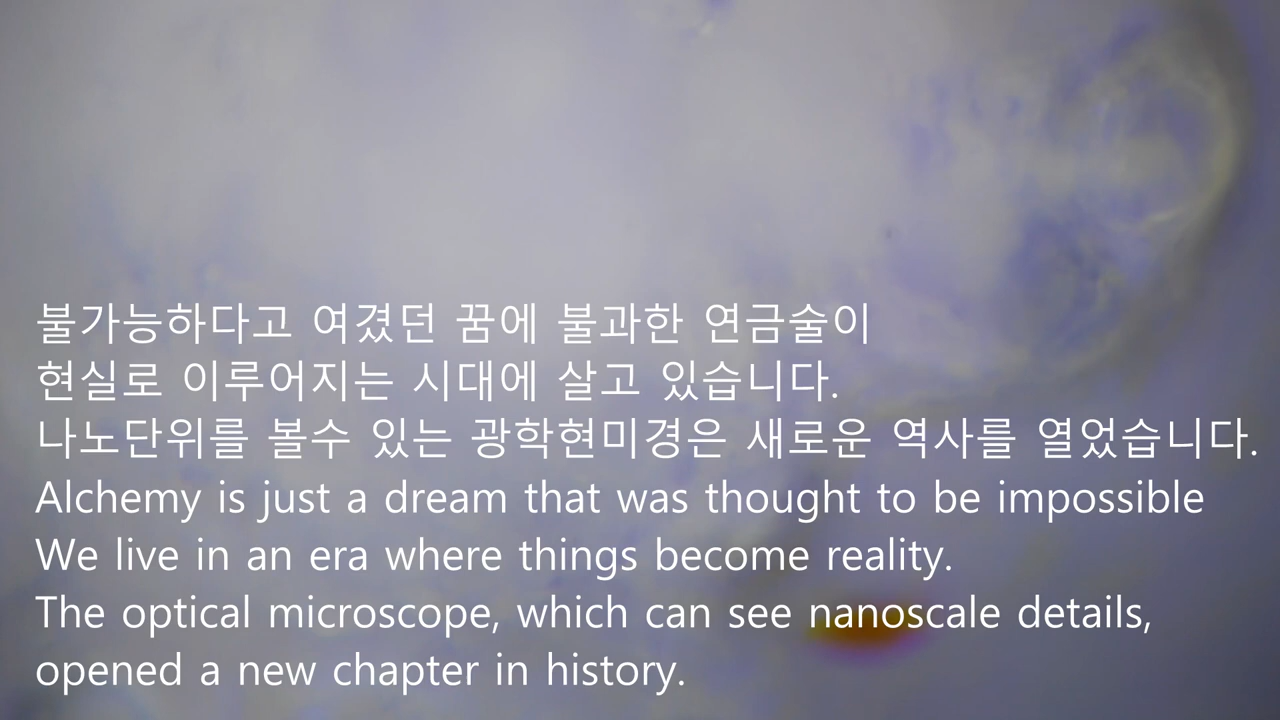 불가능하다고 여겼던 꿈에 불과한 연금술이
현실로 이루어지는 시대에 살고 있습니다.
나노단위를 볼수 있는 광학현미경은 새로운 역사를 열었습니다.
Alchemy is just a dream that was thought to be impossible
We live in an era where things become reality.
The optical microscope, which can see nanoscale details,
opened a new chapter in history.